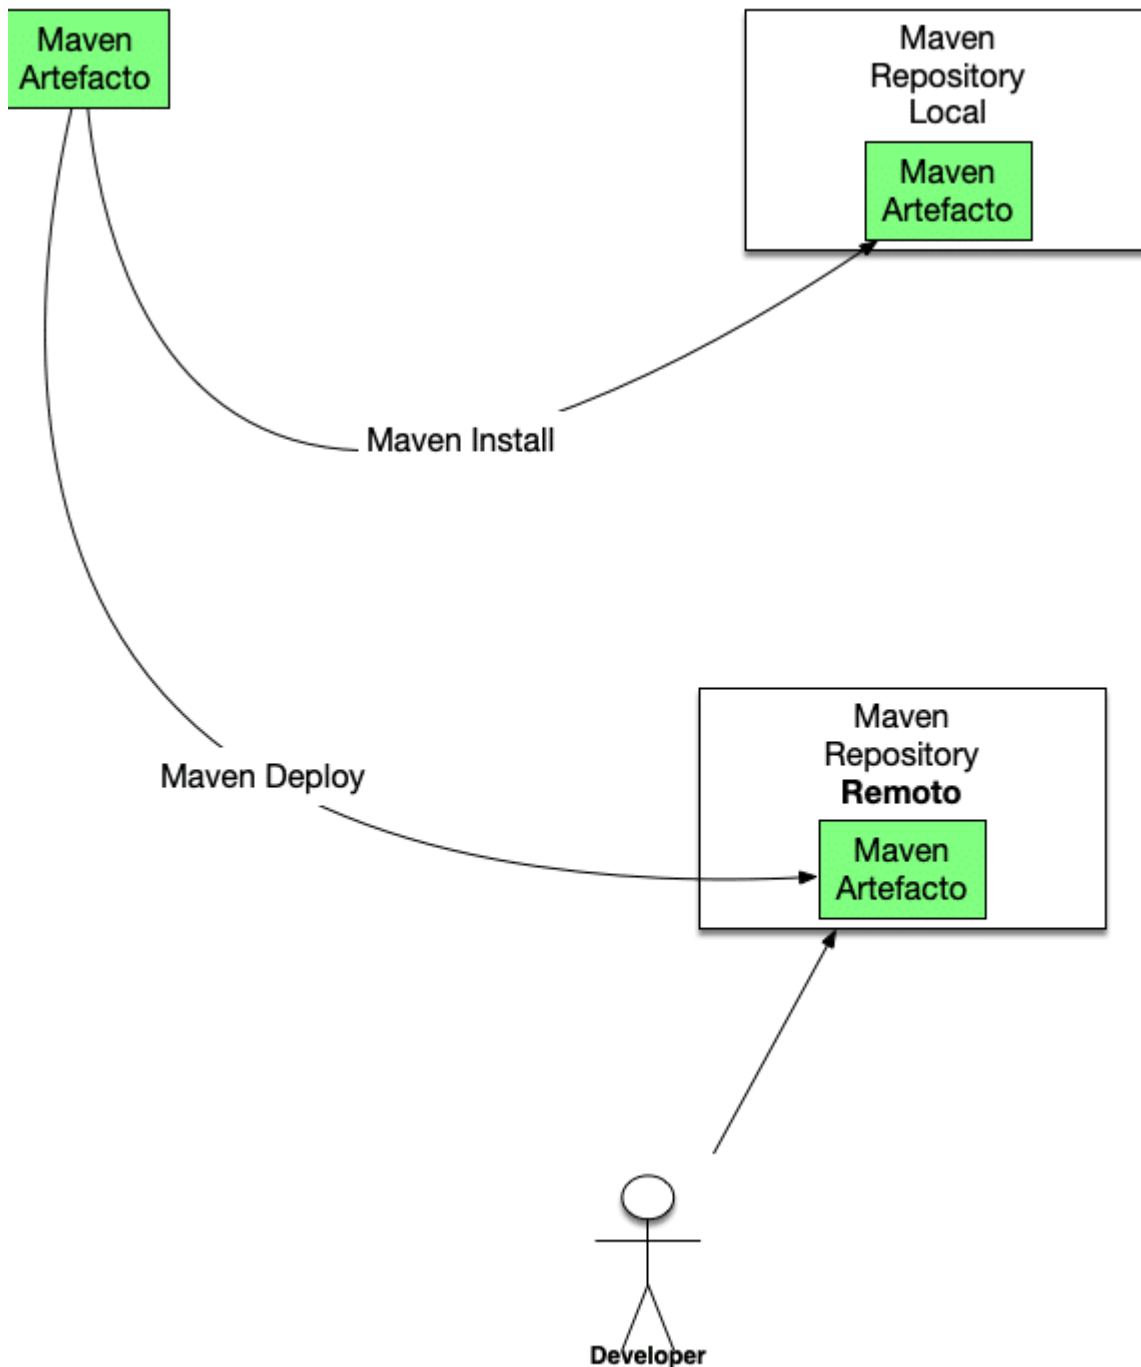 Maven
Artefacto
Maven
Repository
Local
Maven
Artefacto
Maven Install
Maven
Repository
Remoto
Maven Deploy
Maven
Artefacto
Developer